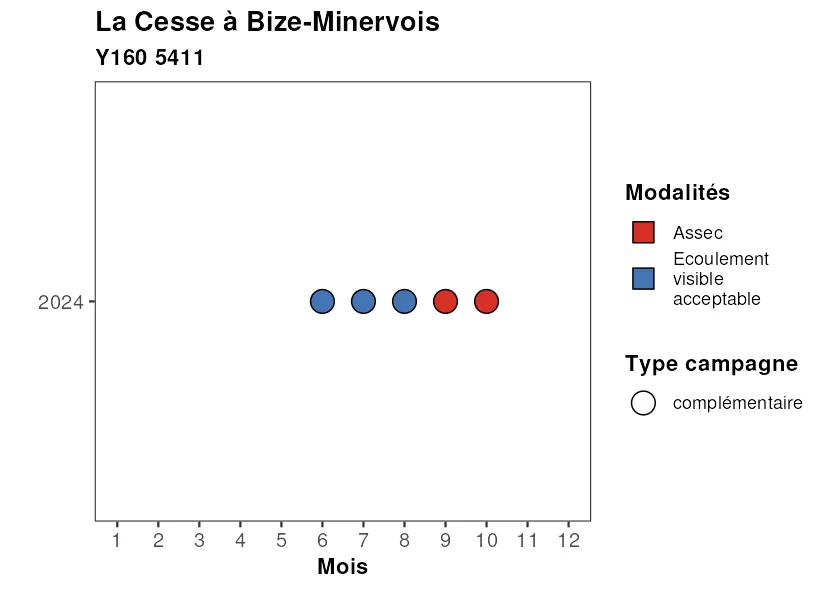 La Cesse à Bize-Minervois
Y160 5411
2024
1 2 3 4 5 6 7 8 9 10 11 12
Mois
Modalités
Assec
Ecoulement
visible
acceptable
Type campagne
complémentaire